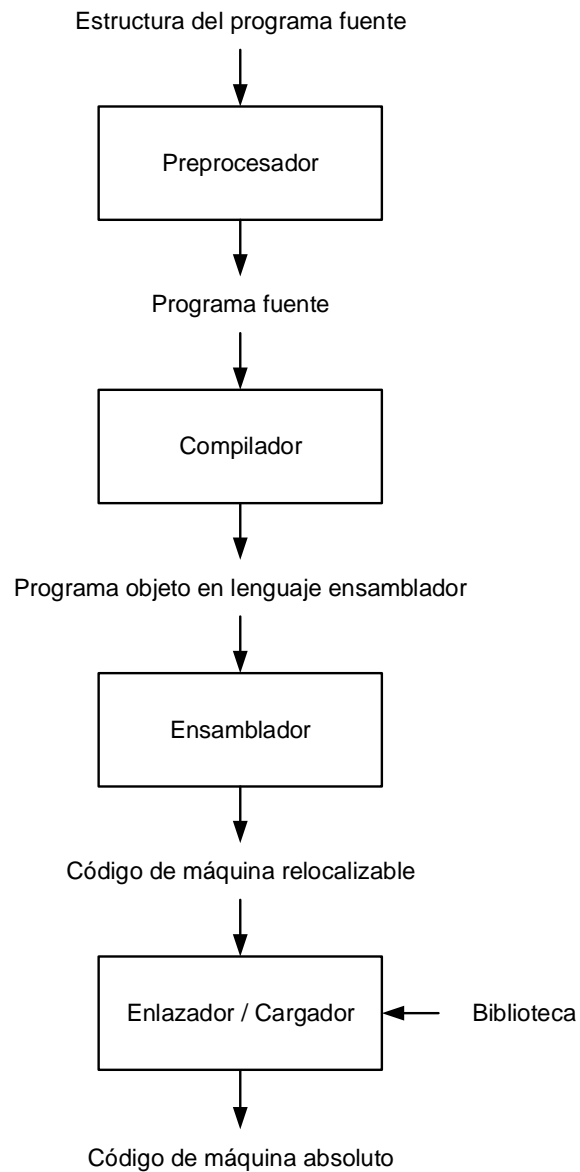 Estructura del programa fuente
Preprocesador
Programa fuente
Compilador
Programa objeto en lenguaje ensamblador
Ensamblador
Código de máquina relocalizable
Enlazador / Cargador
Biblioteca
Código de máquina absoluto